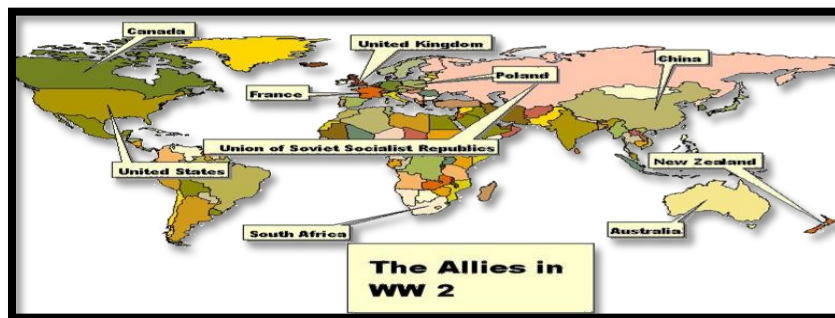 Canada
United Kingdom
China
Poland
France
Union of Soviet Socialist Republics
New Zealand
United States
South Africa
Australia
The Allies in
WW 2